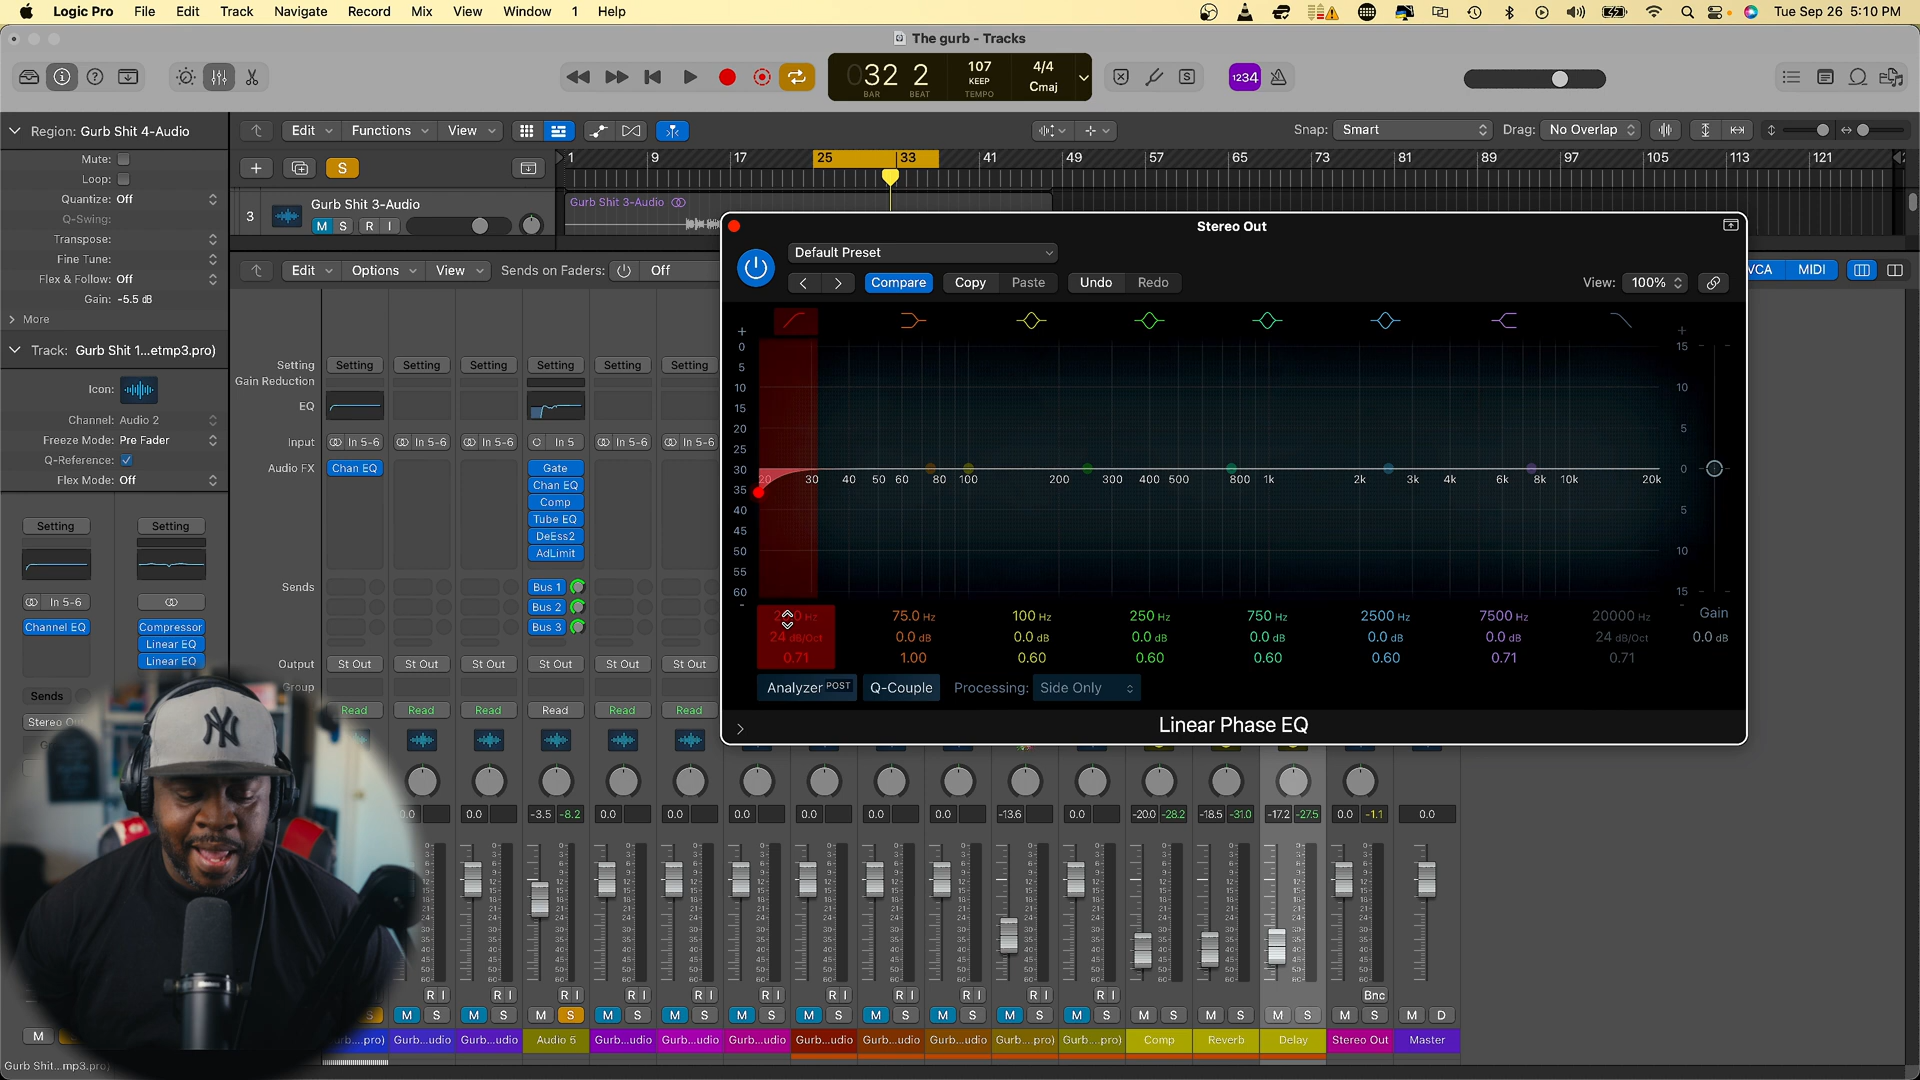 Logic Pro File Edit Track Navigate Record Mix View Window 1 Help Tue Sep 26 5:10 PM
The gurb - Tracks
032 2 107 4/4
KEEP
BAR BEAT TEMPO Cmaj
S 1234
Region: Gurb Shit 4-Audio
Edit Functions View Snap: Smart Drag: No Overlap
Mute:
Loop:
Quantize: Off
Q-Swing:
Transpose:
Fine Tune:
Flex & Follow: Off
Gain: -5.5 dB
More
S
1 9 17 25 33 41 49 57 65 73 81 89 97 105 113 121
3 Gurb Shit 3-Audio
M S R I
Gurb Shit 3-Audio
Edit Options View Sends on Faders: Off VCA MIDI
Track: Gurb Shit 1...etmp3.pro)
Icon:
Channel: Audio 2
Freeze Mode: Pre Fader
Q-Reference:
Flex Mode: Off
Setting Setting
In 5-6
Channel EQ Compressor
Linear EQ
Linear EQ
Sends
Stereo Ou
Setting Setting Setting Setting Setting Setting Setting
Gain Reduction
EQ
Input In 5-6 In 5-6 In 5-6 In 5 In 5-6 In 5-6
Audio FX Chan EQ Gate
Chan EQ
Comp
Tube EQ
DeEss2
AdLimit
Sends Bus 1
Bus 2
Bus 3
Output St Out St Out St Out St Out St Out St Out
Group
Read Read Read Read Read Read
Stereo Out
Default Preset
Compare Copy Paste Undo Redo View: 100%
+ +
0 15
5
10 10
15
20 5
25
30 0
35
40 5
45
50 10
55
60 15
- -
20 30 40 50 60 80 100 200 300 400 500 800 1k 2k 3k 4k 6k 8k 10k 20k
Hz 75.0 Hz 100 Hz 250 Hz 750 Hz 2500 Hz 7500 Hz 20000 Hz Gain
24 dB/Oct 0.0 dB 0.0 dB 0.0 dB 0.0 dB 0.0 dB 0.0 dB 24 dB/Oct 0.0 dB
0.71 1.00 0.60 0.60 0.60 0.60 0.71 0.71
Analyzer POST Q-Couple Processing: Side Only
Linear Phase EQ
0.0 0.0 -3.5 -8.2 0.0 0.0 0.0 0.0 0.0 0.0 -13.6 0.0 -20.0 -28.2 -18.5 -31.0 -17.2 -27.5 0.0 -1.1 0.0
R I R I R I R I R I R I R I R I R I R I Bnc
M M S M S M S M S M S M S M S M S M S M S M S M S M S M S M S M D
...pro) Gurb...udio Gurb...udio Audio 5 Gurb...udio Gurb...udio Gurb...udio Gurb...udio Gurb...udio Gurb...udio Gurb...pro) Gurb...pro) Comp Reverb Delay Stereo Out Master
Gurb Shit...mp3.pro)